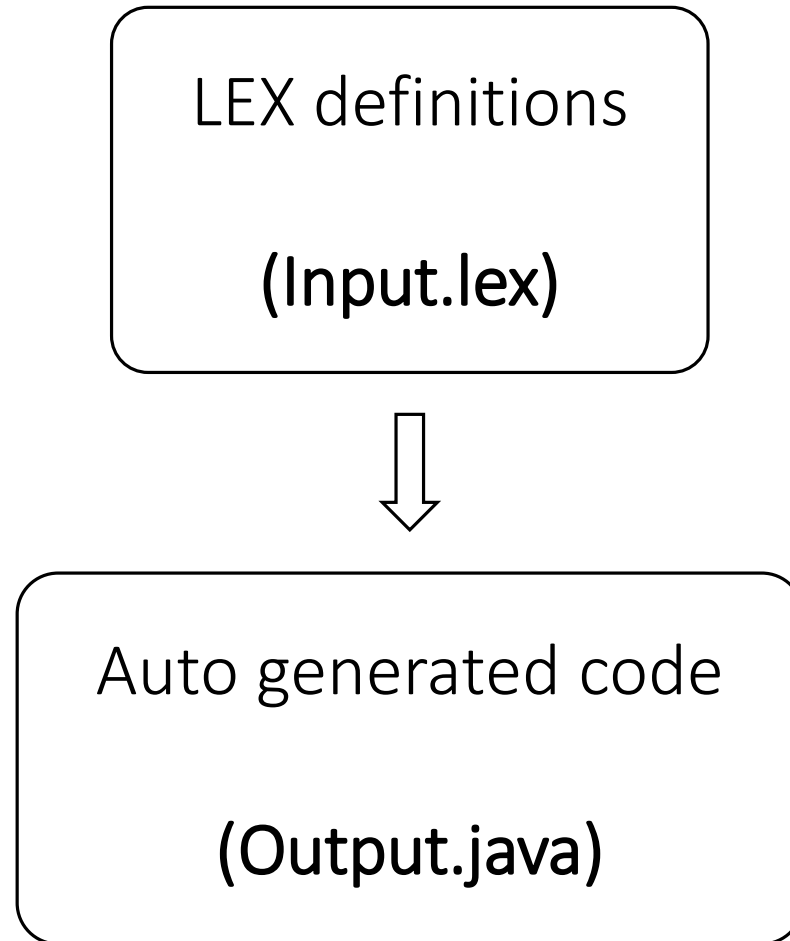 LEX definitions
(Input.lex)
Auto generated code
(Output.java)